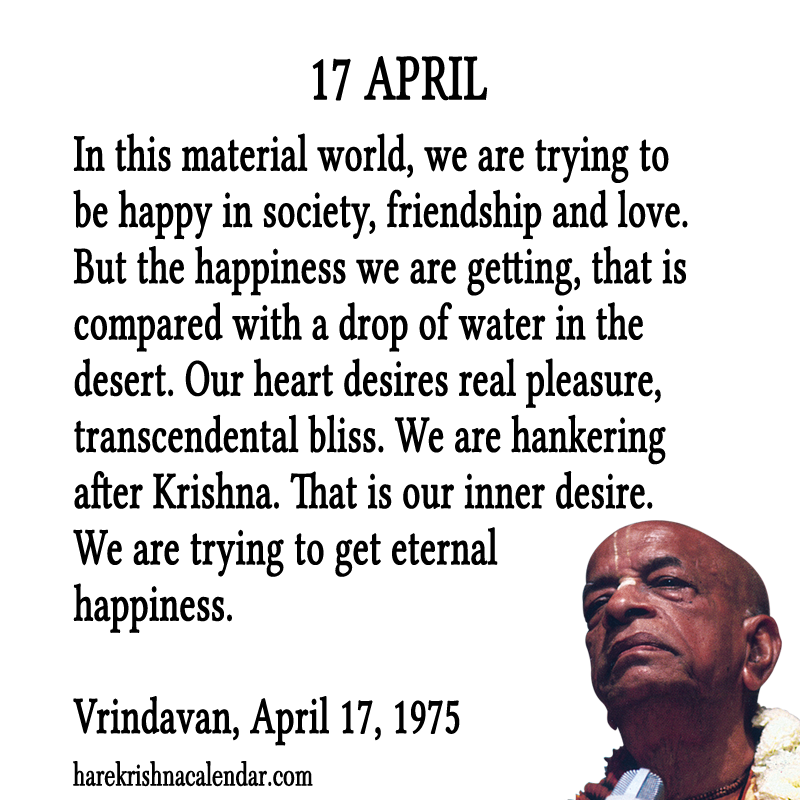 17 APRIL
In this material world, we are trying to
be happy in society, friendship and love.
But the happiness we are getting, that is
compared with a drop of water in the
desert. Our heart desires real pleasure,
transcendental bliss. We are hankering
after Krishna. That is our inner desire.
We are trying to get eternal
happiness.
Vrindavan, April 17, 1975
harekrishnacalendar.com